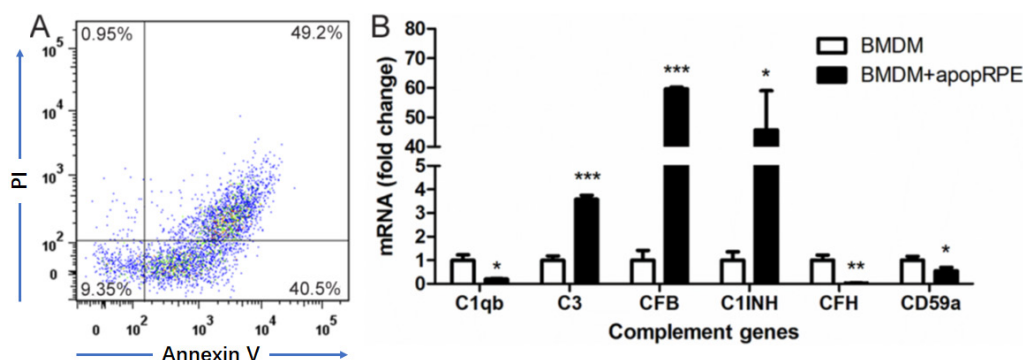 A
0.95%
49.2%
10^5
10^4
10^3
10^2
0
PI
9.35%
40.5%
0
10^2
10^3
10^4
10^5
Annexin V
B
80
70
60
50
40
5
4
3
2
1
0
mRNA (fold change)
BMDM
BMDM+apopRPE
*
***
***
*
**
*
C1qb
C3
CFB
C1INH
CFH
CD59a
Complement genes